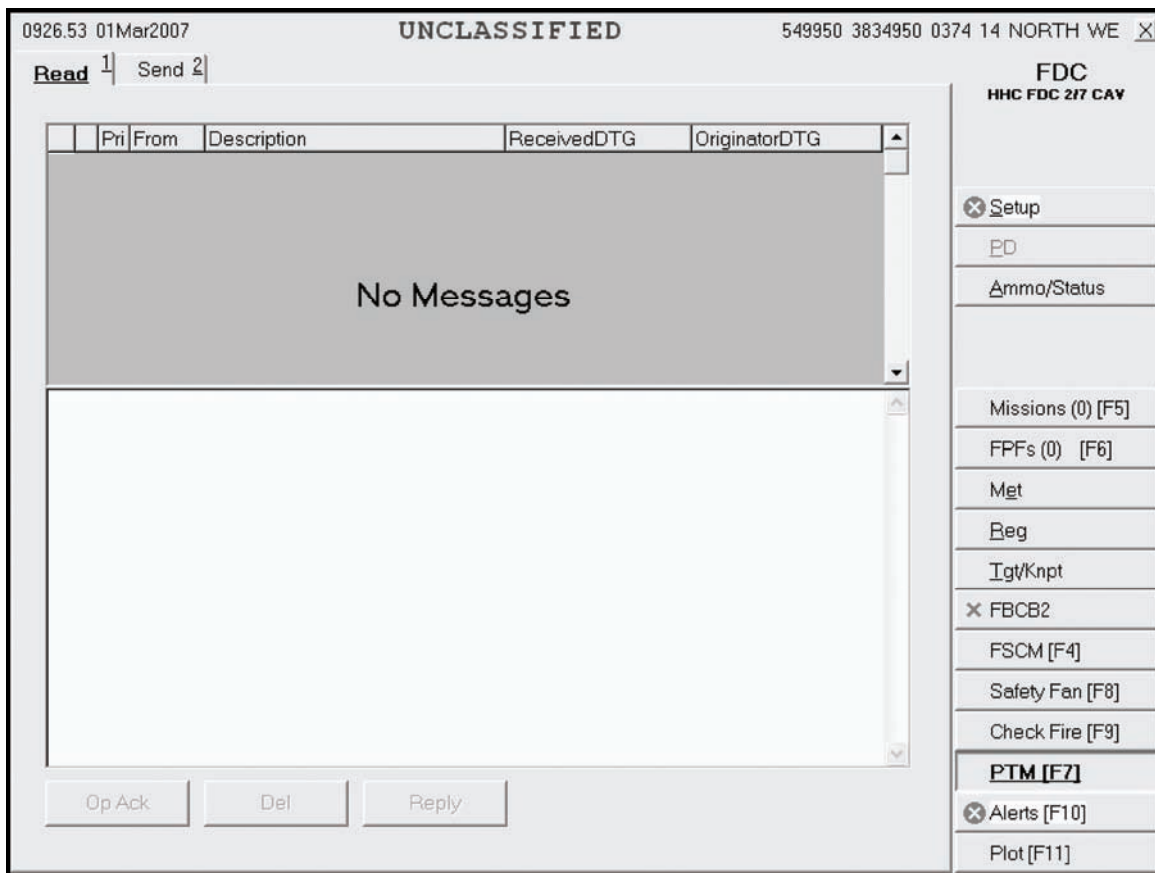 0926.53 01Mar2007 UNCLASSIFIED 549950 3834950 0374 14 NORTH WE X
Read 1 Send 2
FDC
HHC FDC 2/7 CAV
Pri From Description ReceivedDTG OriginatorDTG
No Messages
Op Ack Del Reply
Setup
PD
Ammo/Status
Missions (0) [F5]
FPFs (0) [F6]
Met
Reg
Tgt/Knpt
FBCB2
FSCM [F4]
Safety Fan [F8]
Check Fire [F9]
PTM [F7]
Alerts [F10]
Plot [F11]